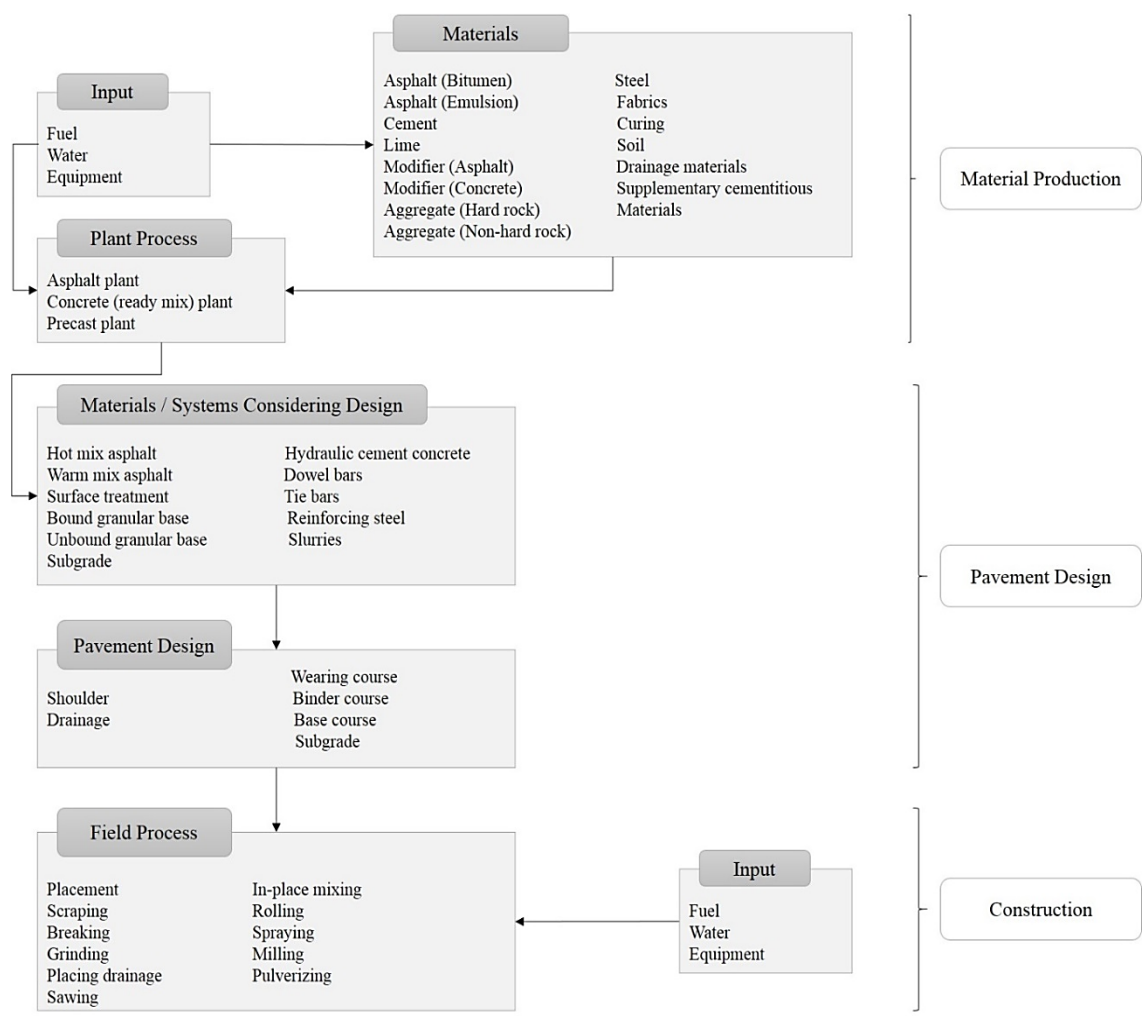 Materials
Asphalt (Bitumen)
Asphalt (Emulsion)
Cement
Lime
Modifier (Asphalt)
Modifier (Concrete)
Aggregate (Hard rock)
Aggregate (Non-hard rock)
Steel
Fabrics
Curing
Soil
Drainage materials
Supplementary cementitious
Materials
Input
Fuel
Water
Equipment
Plant Process
Asphalt plant
Concrete (ready mix) plant
Precast plant
Material Production
Materials / Systems Considering Design
Hot mix asphalt
Warm mix asphalt
Surface treatment
Bound granular base
Unbound granular base
Subgrade
Hydraulic cement concrete
Dowel bars
Tie bars
Reinforcing steel
Slurries
Pavement Design
Shoulder
Drainage
Wearing course
Binder course
Base course
Subgrade
Pavement Design
Field Process
Placement
Scraping
Breaking
Grinding
Placing drainage
Sawing
In-place mixing
Rolling
Spraying
Milling
Pulverizing
Input
Fuel
Water
Equipment
Construction